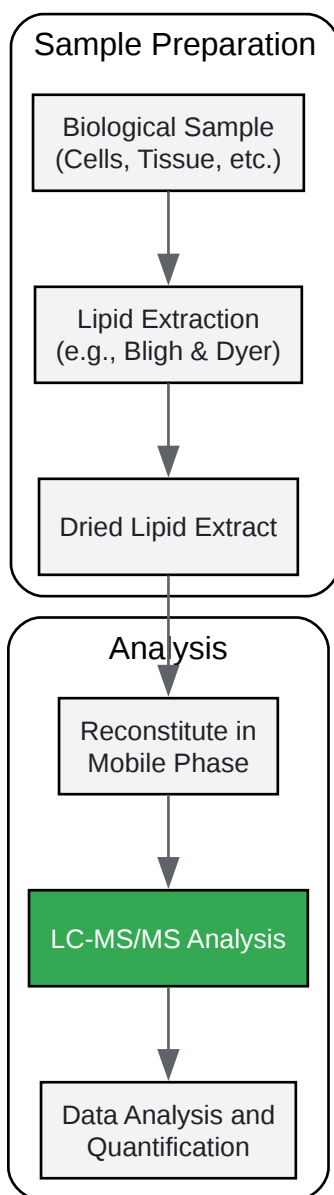 Sample Preparation
Biological Sample
(Cells, Tissue, etc.)
Lipid Extraction
(e.g., Bligh & Dyer)
Dried Lipid Extract
Analysis
Reconstitute in
Mobile Phase
LC-MS/MS Analysis
Data Analysis and
Quantification